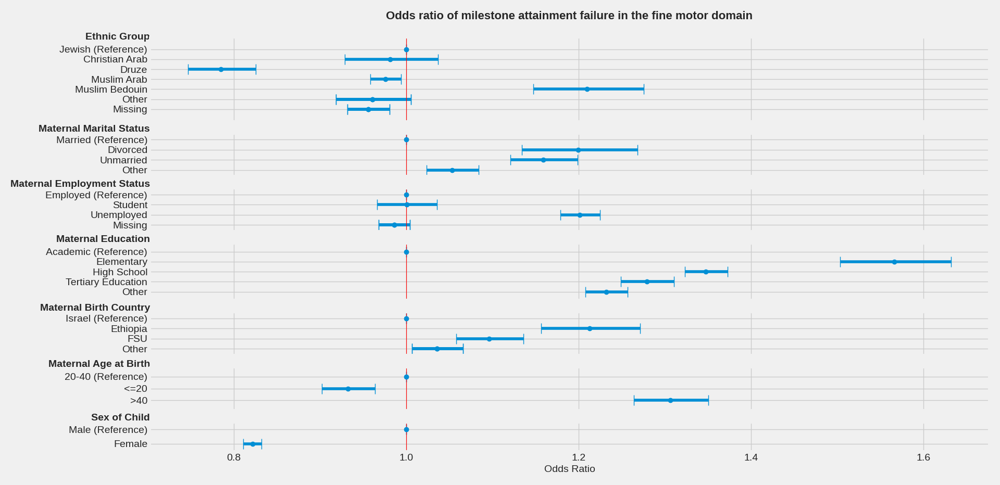 Odds ratio of milestone attainment failure in the fine motor domain
Ethnic Group
Jewish (Reference)
Christian Arab
Druze
Muslim Arab
Muslim Bedouin
Other
Missing
Maternal Marital Status
Married (Reference)
Divorced
Unmarried
Other
Maternal Employment Status
Employed (Reference)
Student
Unemployed
Missing
Maternal Education
Academic (Reference)
Elementary
High School
Tertiary Education
Other
Maternal Birth Country
Israel (Reference)
Ethiopia
FSU
Other
Maternal Age at Birth
20-40 (Reference)
<=20
>40
Sex of Child
Male (Reference)
Female
0.8 1.0 1.2 1.4 1.6
Odds Ratio